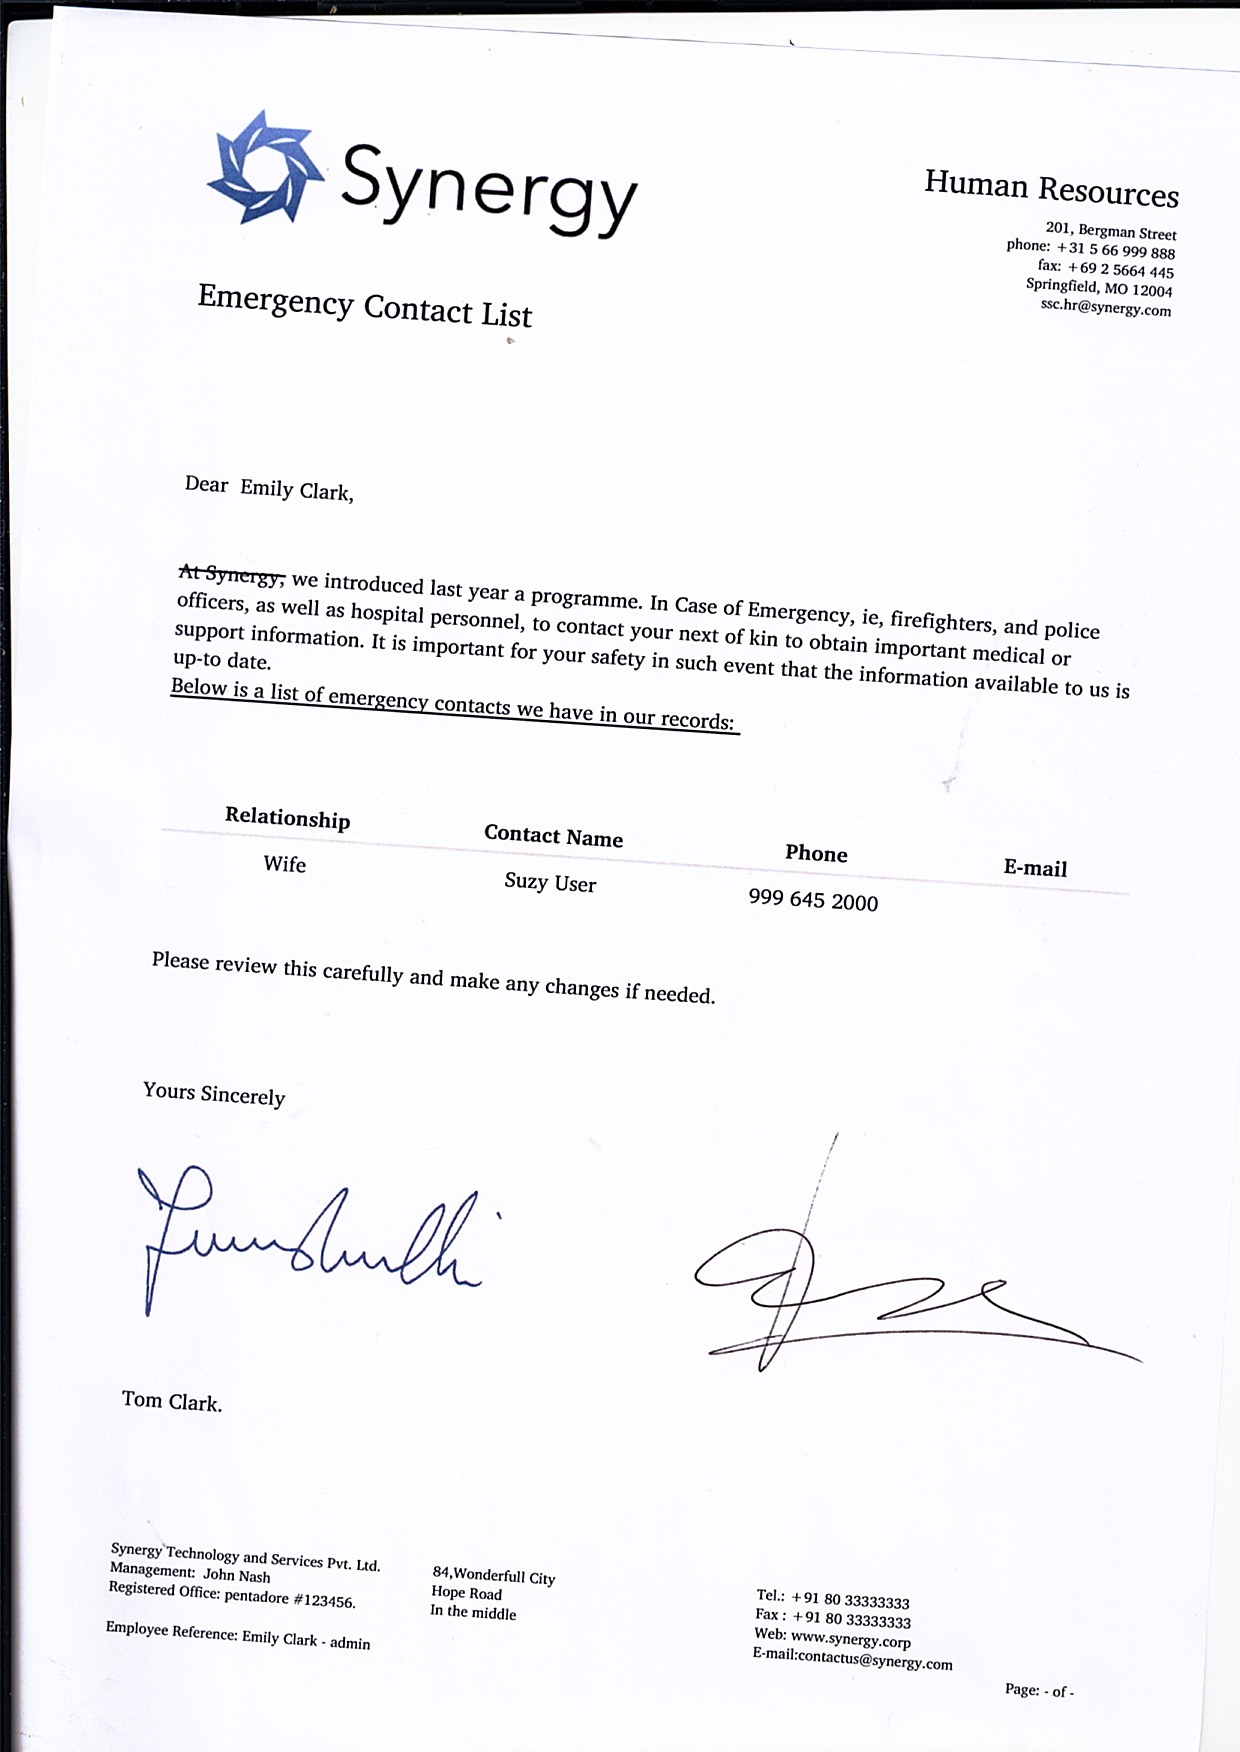 Synergy
Human Resources
201, Bergman Street
phone: +31 5 66 999 888
fax: +69 2 5664 445
Springfield, MO 12004
ssc.hr@synergy.com
Emergency Contact List
Dear Emily Clark,
At Synergy, we introduced last year a programme. In Case of Emergency, ie, firefighters, and police
officers, as well as hospital personnel, to contact your next of kin to obtain important medical or
support information. It is important for your safety in such event that the information available to us is
up-to date.
Below is a list of emergency contacts we have in our records:
Relationship Contact Name Phone E-mail
Wife Suzy User 999 645 2000
Please review this carefully and make any changes if needed.
Yours Sincerely
Tom Clark.
Synergy Technology and Services Pvt. Ltd.
Management: John Nash
Registered Office: pentadore #123456.
Employee Reference: Emily Clark - admin
84,Wonderfull City
Hope Road
In the middle
Tel.: +91 80 33333333
Fax : +91 80 33333333
Web: www.synergy.corp
E-mail:contactus@synergy.com
Page: - of -